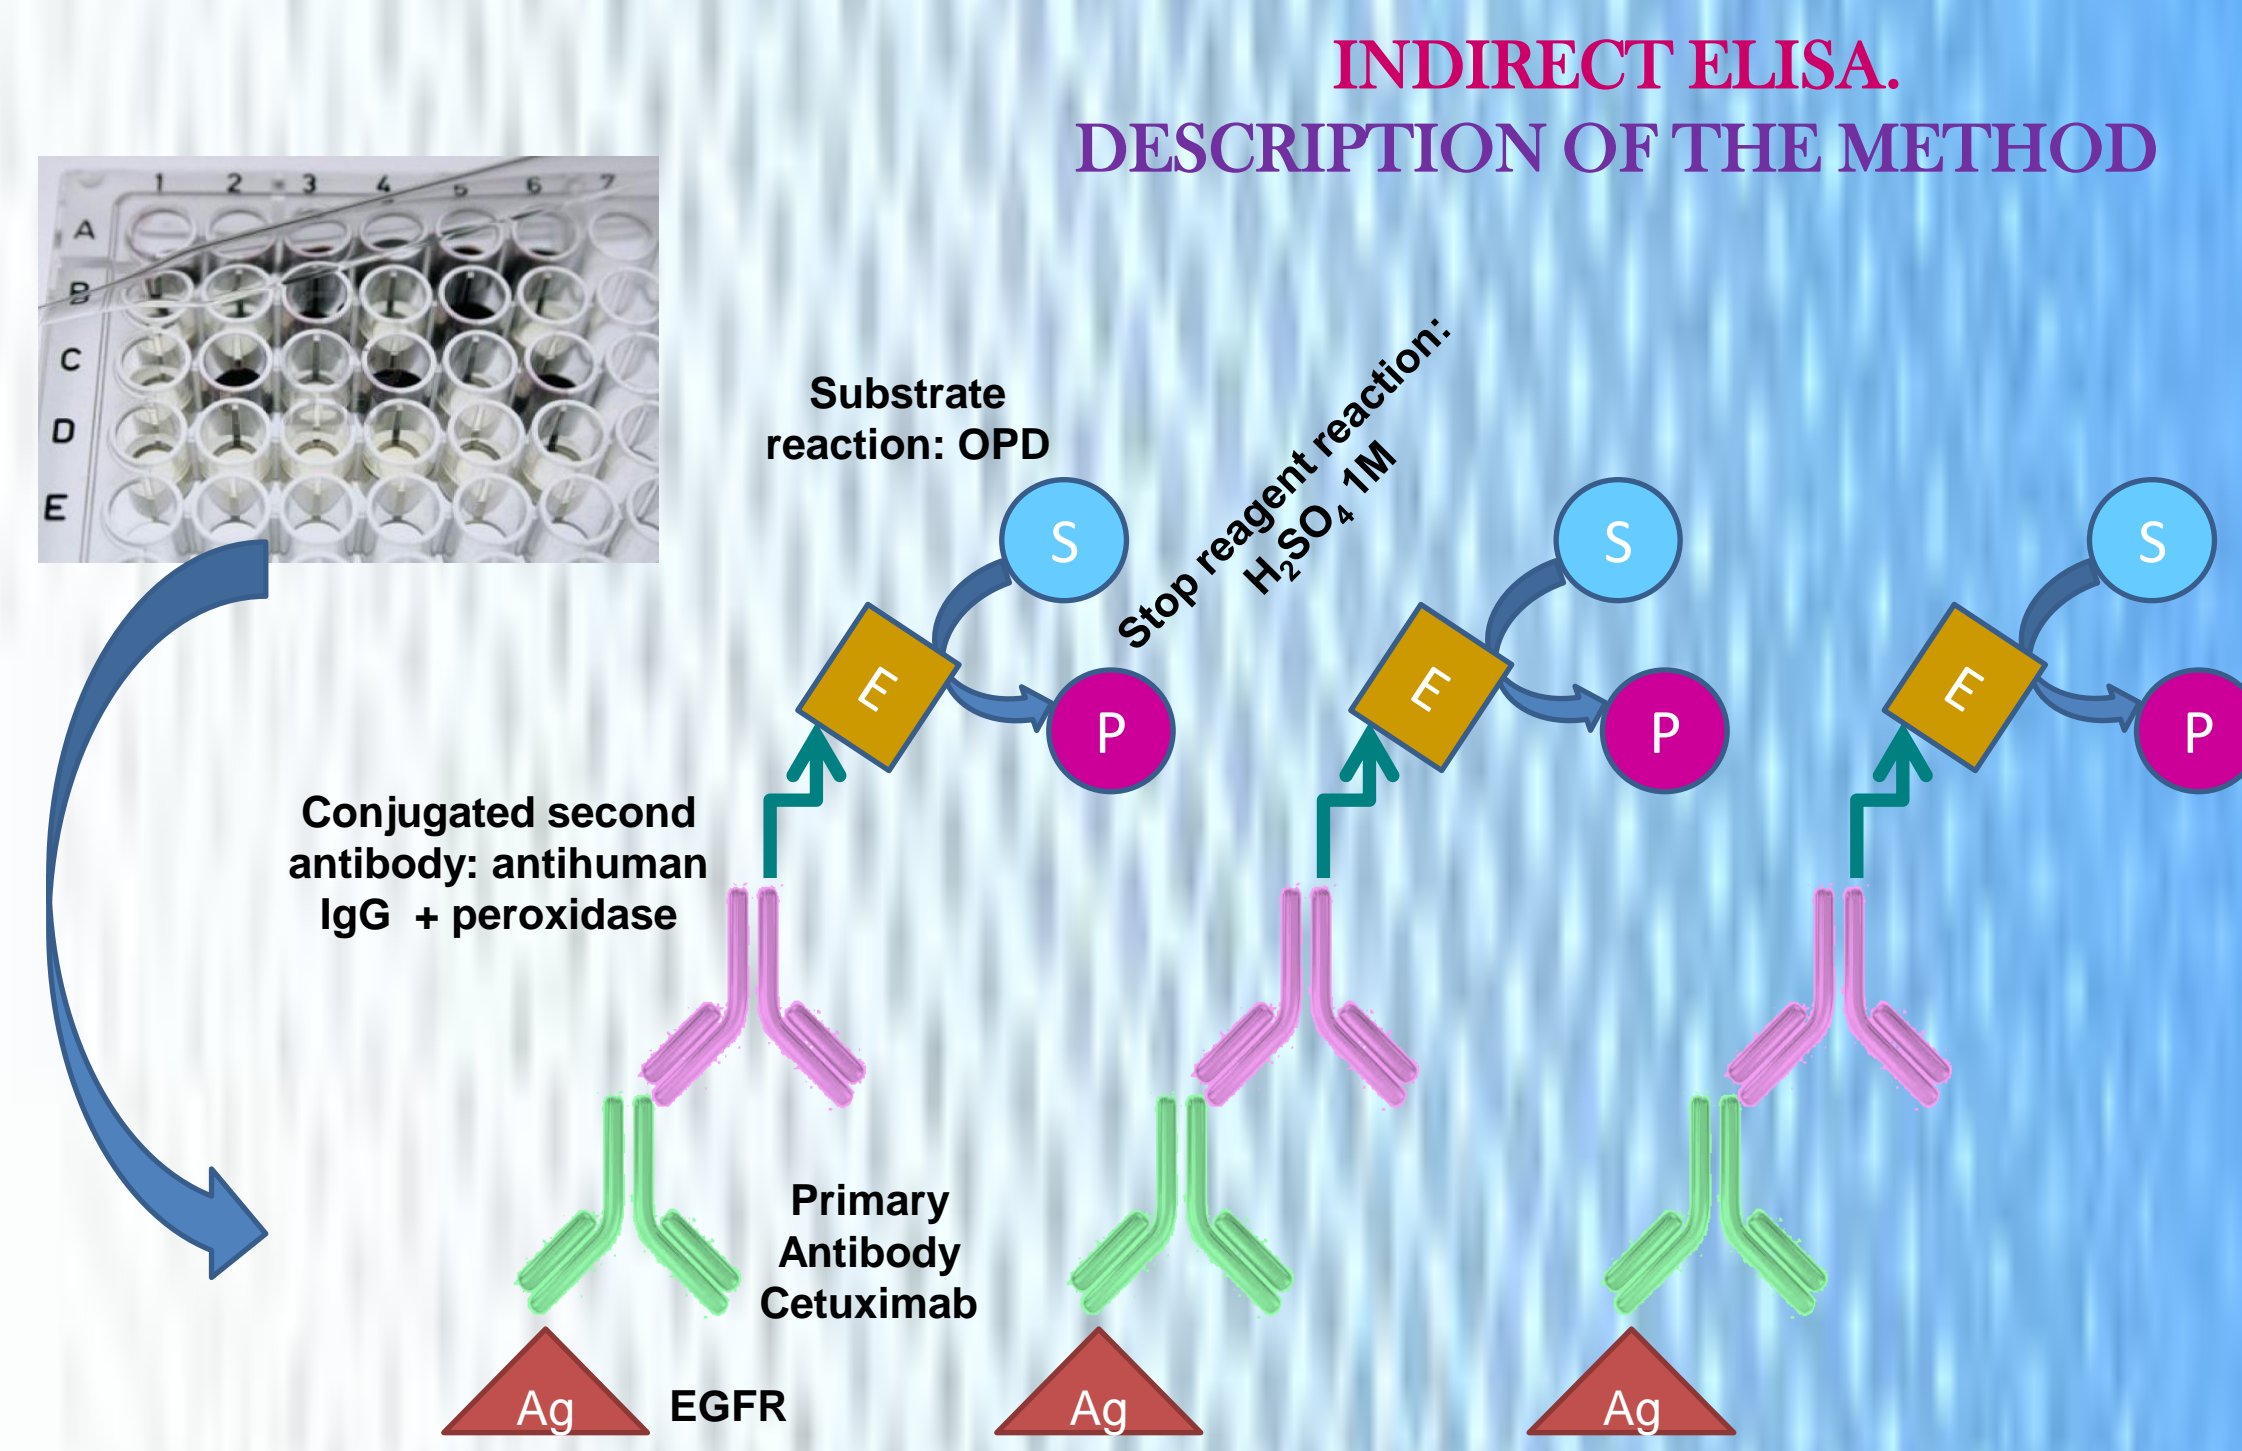 INDIRECT ELISA.
DESCRIPTION OF THE METHOD
1 2 3 4 5 6 7
A
B
C
D
E
Substrate
reaction: OPD
Stop reagent reaction:
H₂SO₄ 1M
S
S
S
E
E
E
P
P
P
Conjugated second
antibody: antihuman
IgG + peroxidase
Primary
Antibody
Cetuximab
Ag
EGFR
Ag
Ag